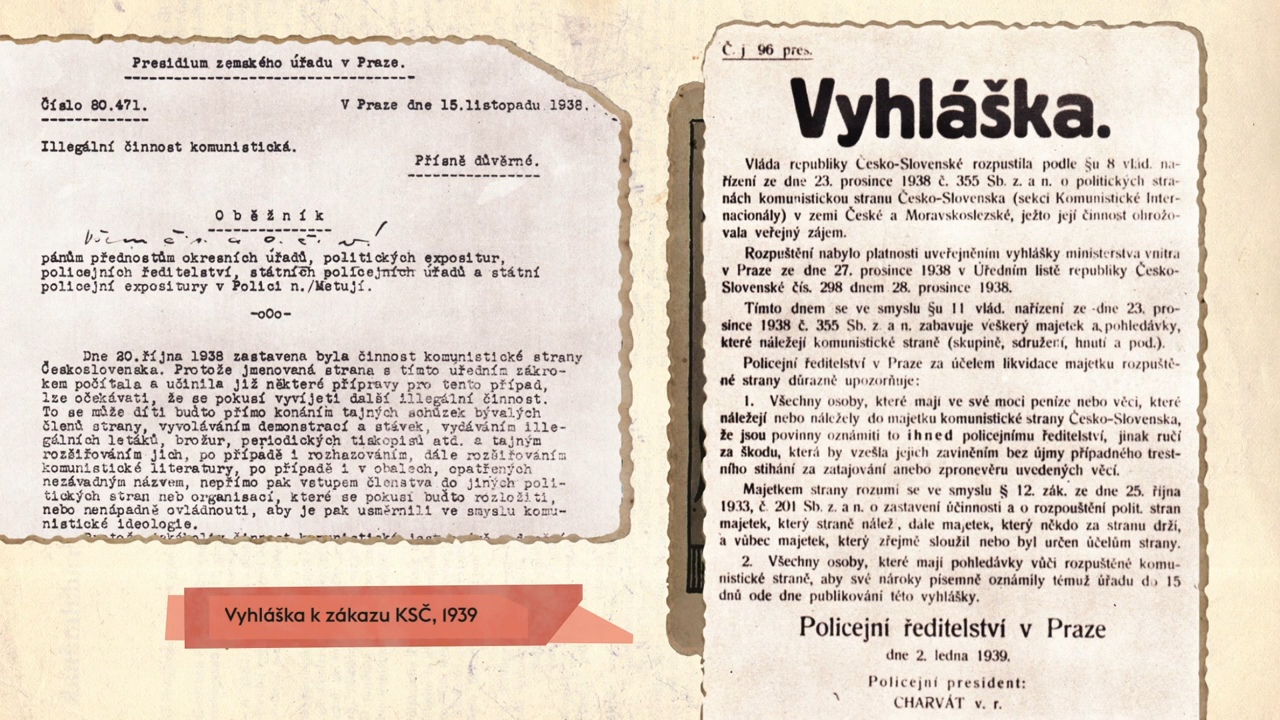 Presidium zemského úřadu v Praze.
Číslo 80.471.
V Praze dne 15.listopadu 1938.
Illegální činnost komunistická.
Přísně důvěrné.
Oběžník
pánům přednostům okresních úřadů, politických expositur,
policejních ředitelství, státních policejních úřadů a státní
policejní expositury v Polici n./Metují.
-oOo-
Dne 20.října 1938 zastavena byla činnost komunistické strany
Československa. Protože jmenovaná strana s tímto úředním zákro-
kem počítala a učinila již některé přípravy pro tento případ,
lze očekávati, že se pokusí vyvíjeti další illegální činnost.
To se může díti buďto přímo konáním tajných schůzek bývalých
členů strany, vyvoláváním demonstrací a stávek, vydáváním ille-
gálních letáků, brožur, periodických tiskopisů atd. a tajným
rozšiřováním jich, po případě i rozhazováním, dále rozšiřováním
komunistické literatury, po případě i v obalech, opatřených
nezávadným názvem, nepřímo pak vstupem členstva do jiných poli-
tických stran neb organisací, které se pokusí buďto rozložiti,
nebo nenápadně ovládnouti, aby je pak usměrnili ve smyslu komu-
nistické ideologie.
Vyhláška k zákazu KSČ, 1939
Č. j 96 pres.
Vyhláška.
Vláda republiky Česko-Slovenské rozpustila podle §u 8 vlád. na-
řízení ze dne 23. prosince 1938 č. 355 Sb. z. a n. o politických stra-
nách komunistickou stranu Česko-Slovenska (sekci Komunistické Inter-
nacionály) v zemi České a Moravskoslezské, ježto její činnost ohrožo-
vala veřejný zájem.
Rozpuštění nabylo platnosti uveřejněním vyhlášky ministerstva vnitra
v Praze ze dne 27. prosince 1938 v Úředním listě republiky Česko-
Slovenské čís. 298 dnem 28. prosince 1938.
Tímto dnem se ve smyslu §u 11 vlád. nařízení ze dne 23. pro-
since 1938 č. 355 Sb. z. a n. zabavuje veškerý majetek a pohledávky,
které náležejí komunistické straně (skupině, sdružení, hnutí a pod.).
Policejní ředitelství v Praze za účelem likvidace majetku rozpuště-
né strany důrazně upozorňuje:
1. Všechny osoby, které mají ve své moci peníze nebo věci, které
náležejí nebo náležely do majetku komunistické strany Česko-Slovenska,
že jsou povinny oznámiti to ihned policejnímu ředitelství, jinak ručí
za škodu, která by vzešla jejich zaviněním bez újmy případného trest-
ního stíhání za zatajování anebo zpronevěru uvedených věcí.
Majetkem strany rozumí se ve smyslu § 12. zák. ze dne 25. října
1933, č. 201 Sb. z. a n. o zastavení účinnosti a o rozpouštění polit. stran
majetek, který straně nálež, dále majetek, který někdo za stranu drží,
a vůbec majetek, který zřejmě sloužil nebo byl určen účelům strany.
2. Všechny osoby, které mají pohledávky vůči rozpuštěné komu-
nistické straně, aby své nároky písemně oznámily témuž úřadu do 15
dnů ode dne publikování této vyhlášky.
Policejní ředitelství v Praze
dne 2. ledna 1939.
Policejní president:
CHARVÁT v. r.